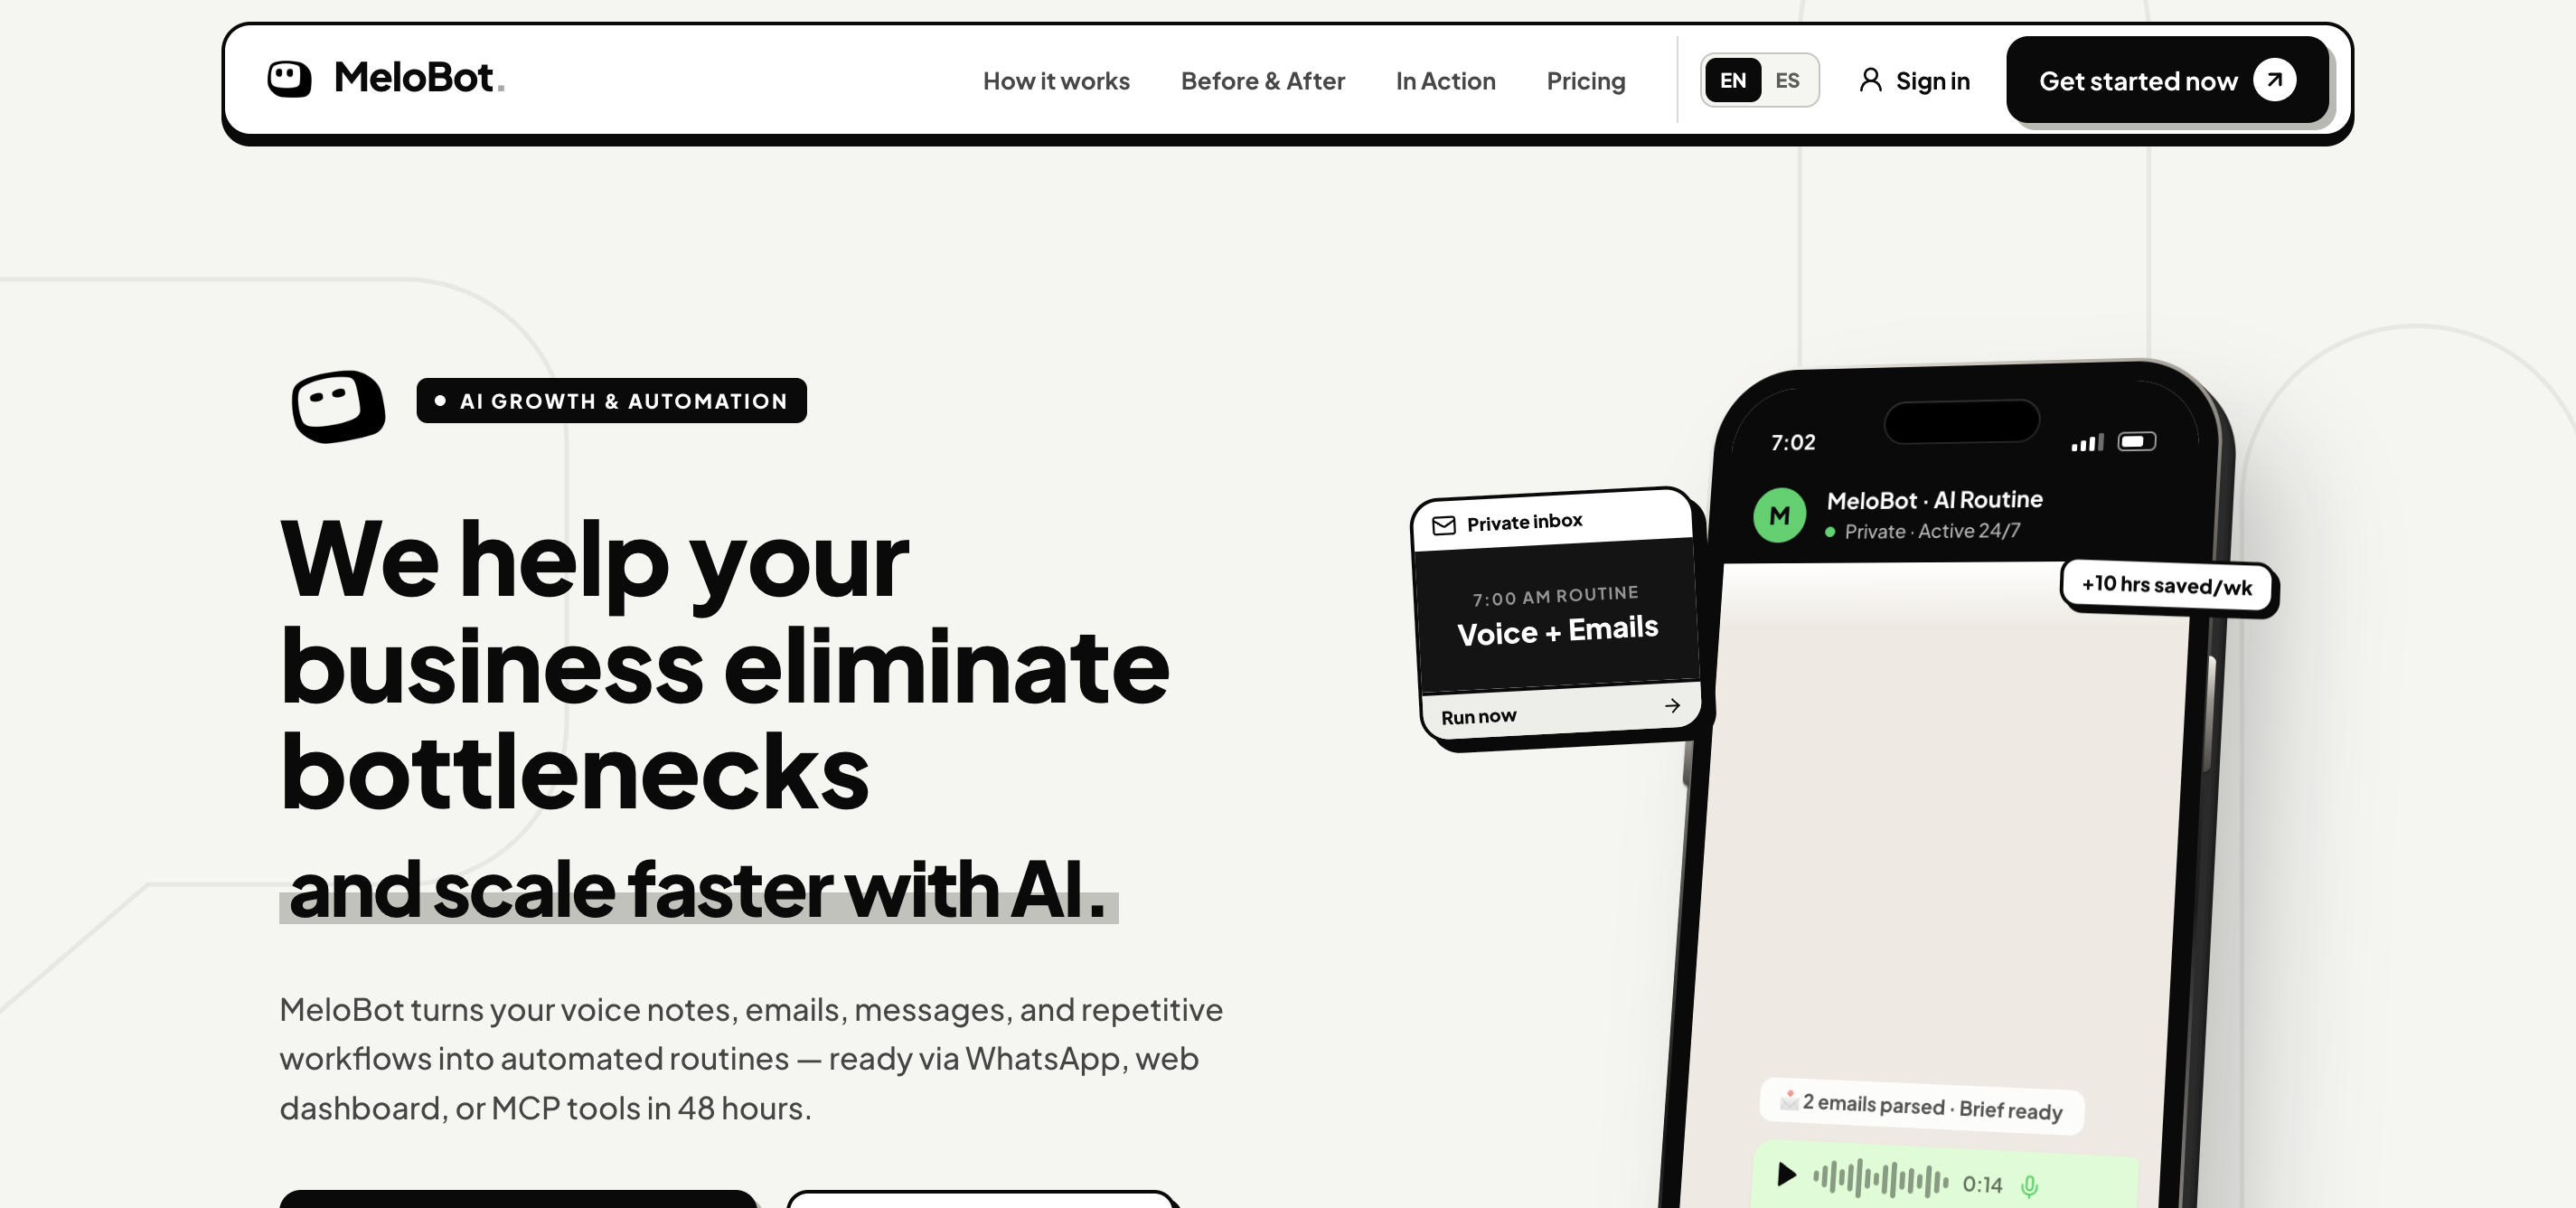 MeloBot.
How it works
Before & After
In Action
Pricing
EN
ES
Sign in
Get started now
AI GROWTH & AUTOMATION
We help your
business eliminate
bottlenecks
and scale faster with AI.
MeloBot turns your voice notes, emails, messages, and repetitive
workflows into automated routines — ready via WhatsApp, web
dashboard, or MCP tools in 48 hours.
Private inbox
7:00 AM ROUTINE
Voice + Emails
Run now
7:02
M
MeloBot · AI Routine
Private · Active 24/7
+10 hrs saved/wk
2 emails parsed · Brief ready
0:14